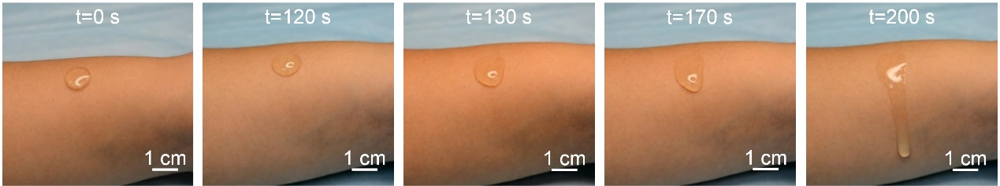 t=0 s
t=120 s
t=130 s
t=170 s
t=200 s
1 cm
1 cm
1 cm
1 cm
1 cm